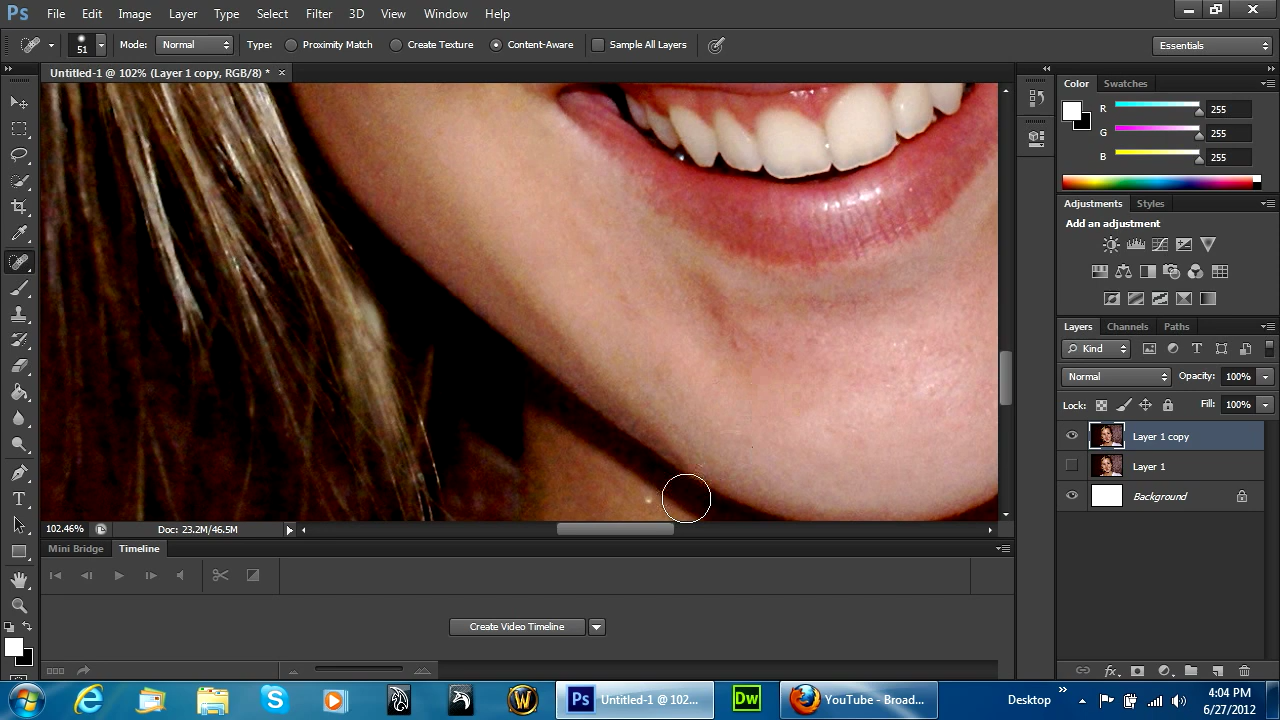 Ps File Edit Image Layer Type Select Filter 3D View Window Help
51 Mode: Normal Type: Proximity Match Create Texture Content-Aware Sample All Layers Essentials
Untitled-1 @ 102% (Layer 1 copy, RGB/8) * ×
Color Swatches
R 255
G 255
B 255
Adjustments Styles
Add an adjustment
Layers Channels Paths
Kind
Normal Opacity: 100%
Lock: Fill: 100%
Layer 1 copy
Layer 1
Background
102.46% Doc: 23.2M/46.5M
Mini Bridge Timeline
Create Video Timeline
Ps Untitled-1 @ 102... Dw YouTube - Broad... Desktop » 4:04 PM
6/27/2012